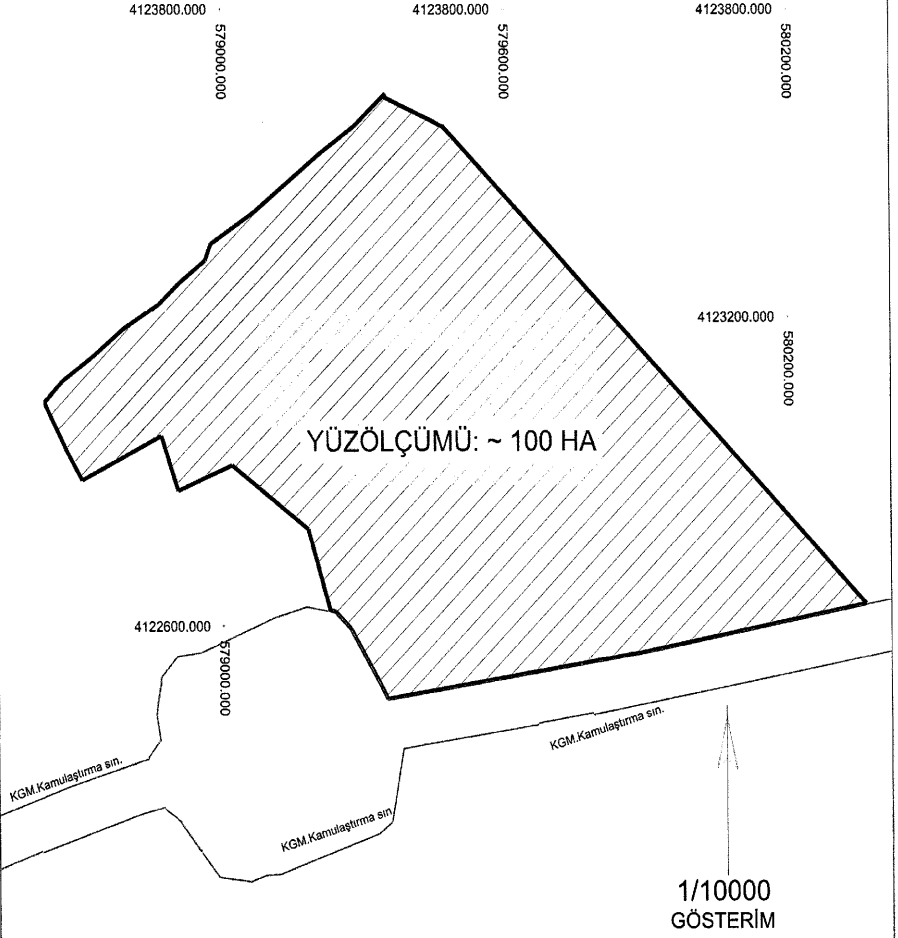 4123800.000
4123800.000
4123800.000
579000.000
579600.000
580200.000
4123200.000
580200.000
YÜZÖLÇÜMÜ: ~ 100 HA
4122600.000
579000.000
KGM.Kamulaştırma sın.
KGM.Kamulaştırma sın.
KGM.Kamulaştırma sın
1/10000
GÖSTERİM